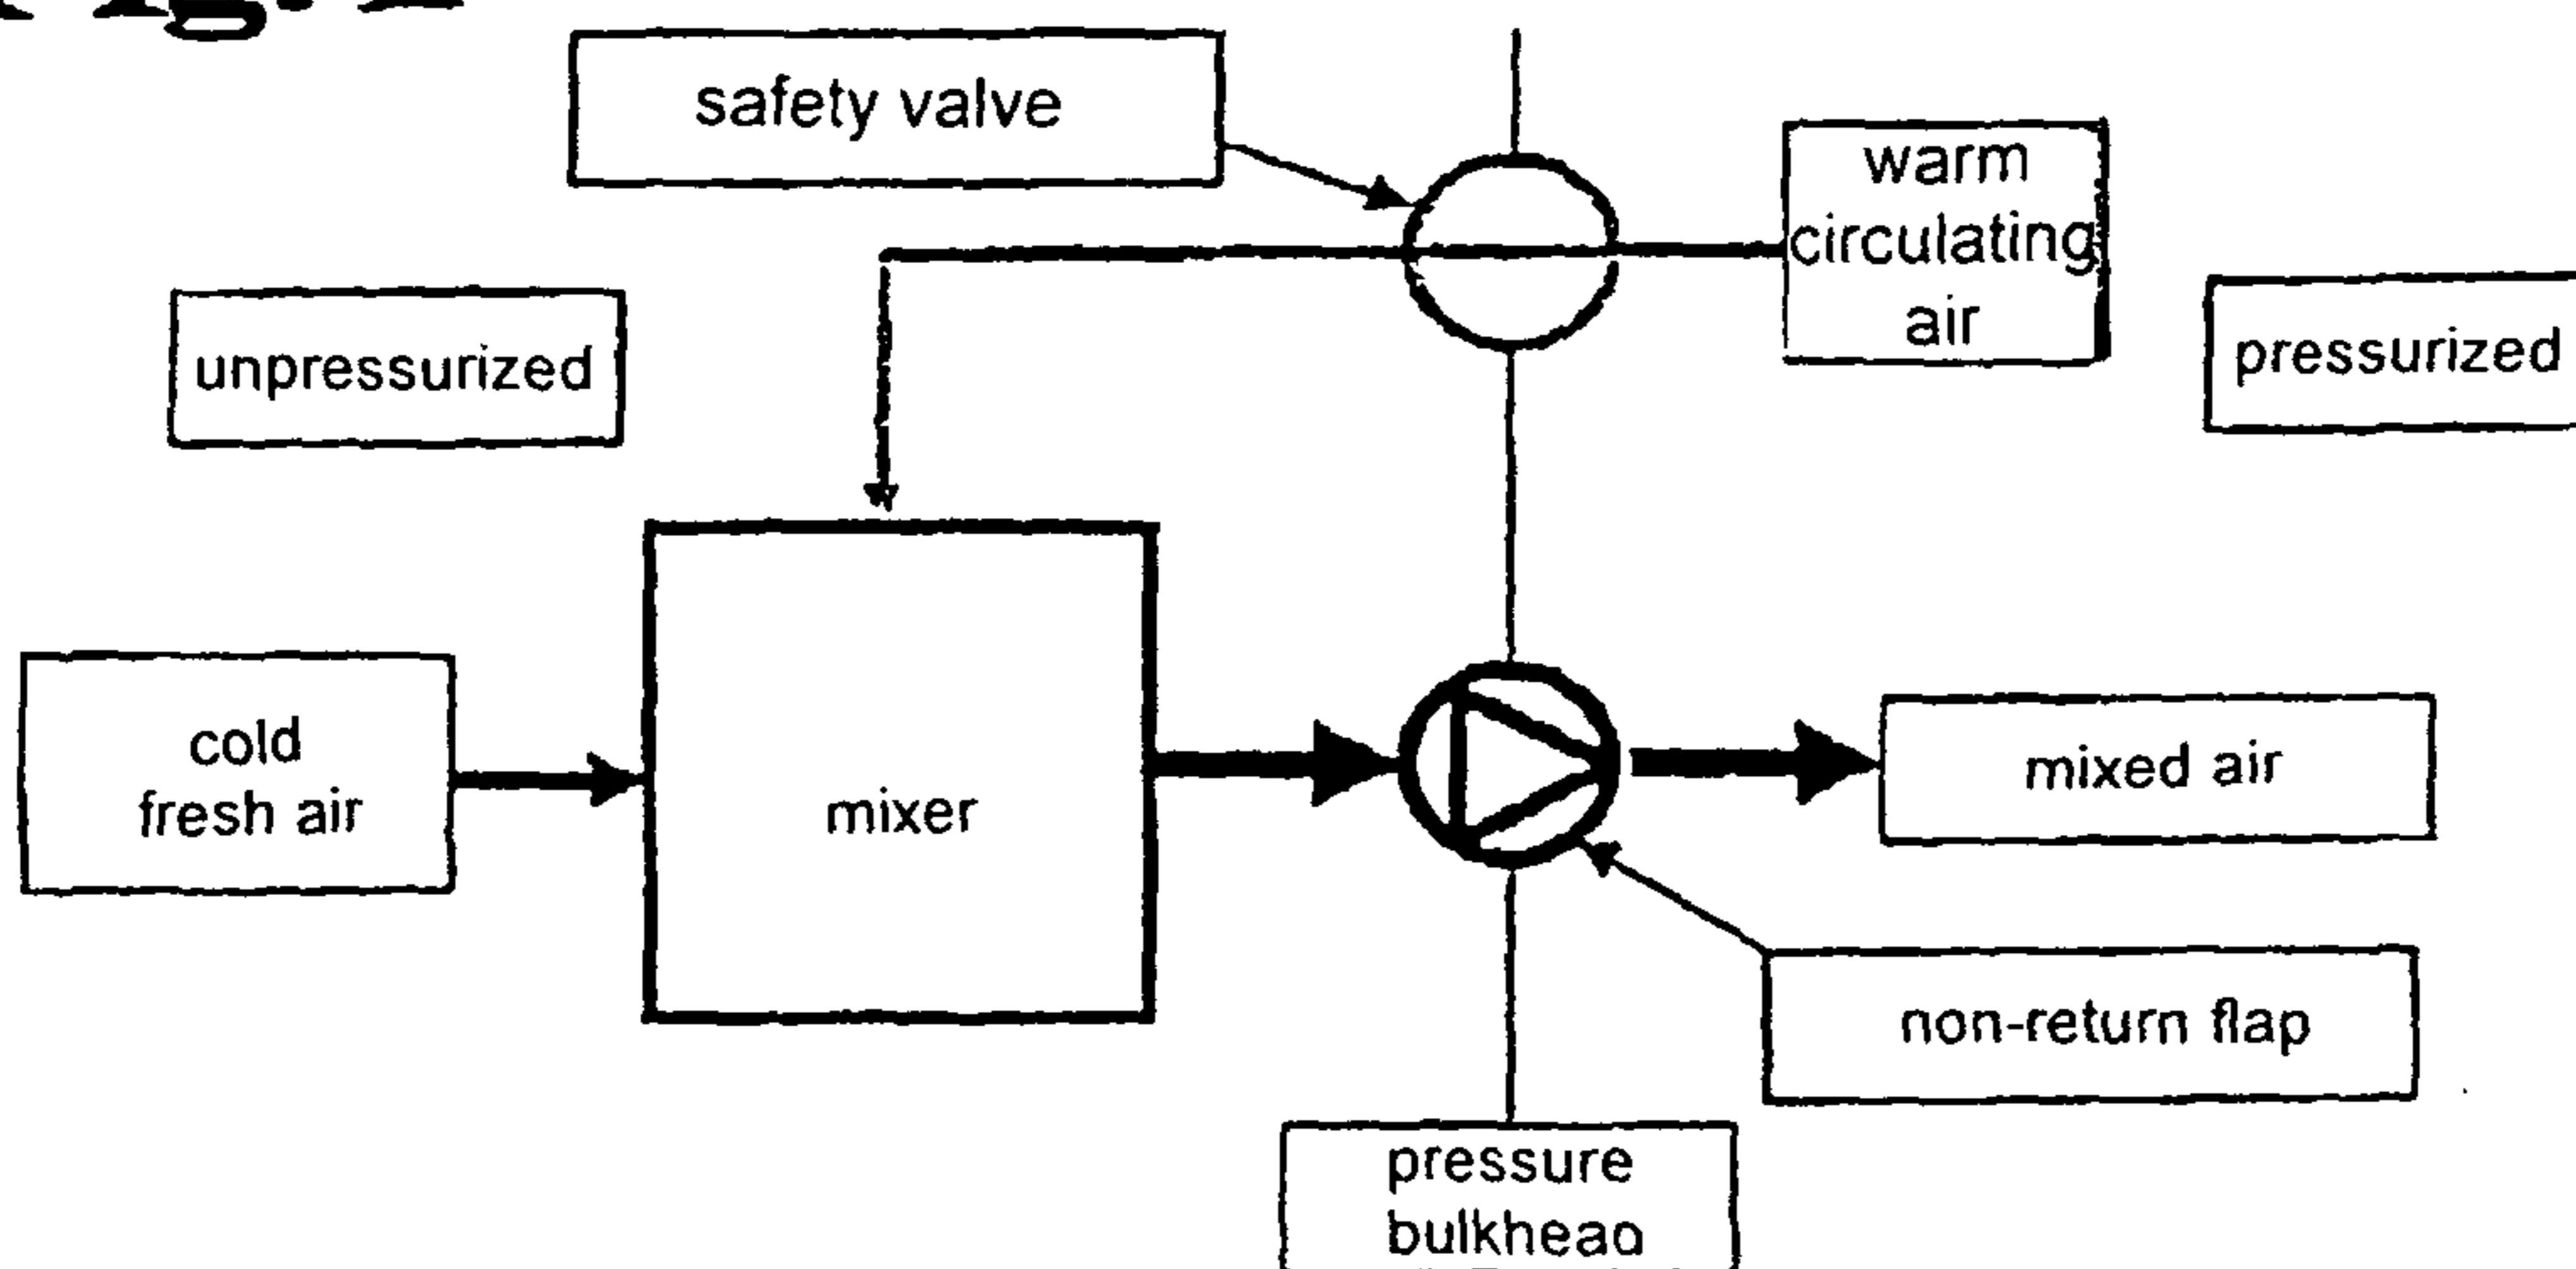 safety valve
warm
circulating
air
unpressurized
pressurized
cold
fresh air
mixer
mixed air
non-return flap
pressure
bulkhead